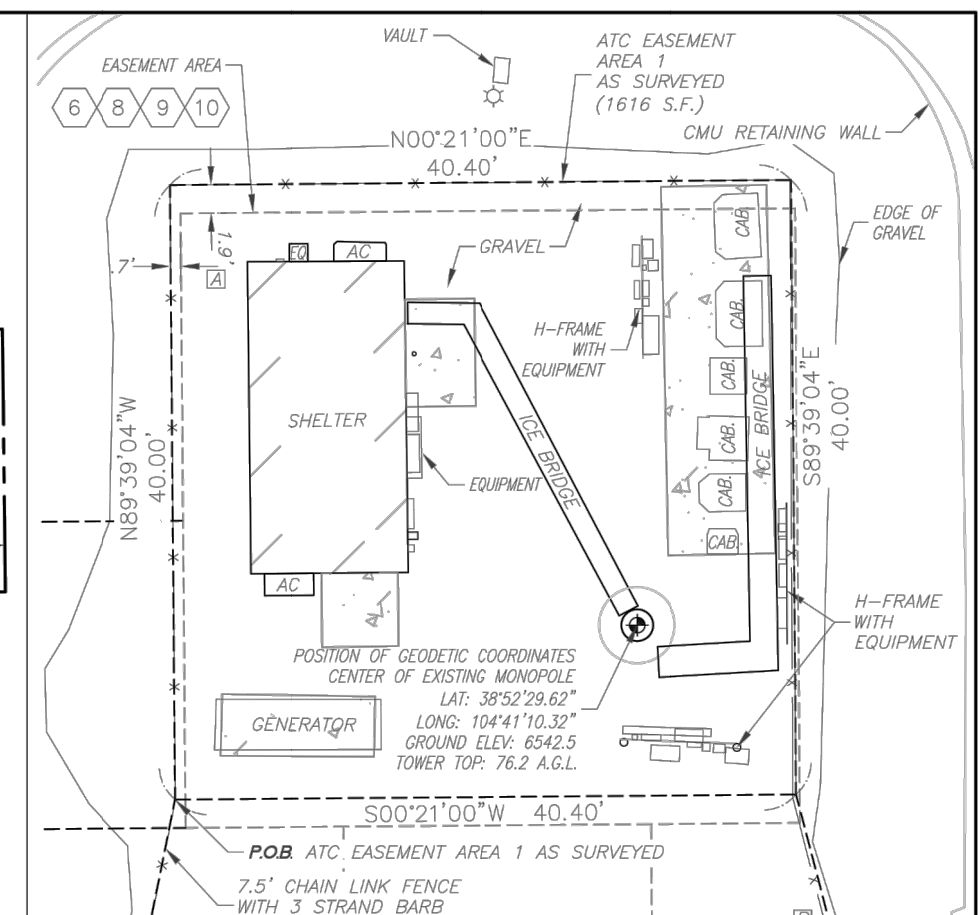 VAULT
EASEMENT AREA
6 8 9 10
ATC EASEMENT
AREA 1
AS SURVEYED
(1616 S.F.)
CMU RETAINING WALL
N00°21'00"E
40.40'
EDGE OF
GRAVEL
1.9'
.7'
A
EQ
AC
GRAVEL
CAB.
H-FRAME
WITH
EQUIPMENT
CAB.
CAB.
CAB.
CAB.
CAB.
ICE BRIDGE
S89°39'04"E
40.00'
N89°39'04"W
40.00'
SHELTER
ICE BRIDGE
EQUIPMENT
AC
H-FRAME
WITH
EQUIPMENT
POSITION OF GEODETIC COORDINATES
CENTER OF EXISTING MONOPOLE
LAT: 38°52'29.62"
LONG: 104°41'10.32"
GROUND ELEV: 6542.5
TOWER TOP: 76.2 A.G.L.
GENERATOR
S00°21'00"W 40.40'
P.O.B. ATC EASEMENT AREA 1 AS SURVEYED
7.5' CHAIN LINK FENCE
WITH 3 STRAND BARB